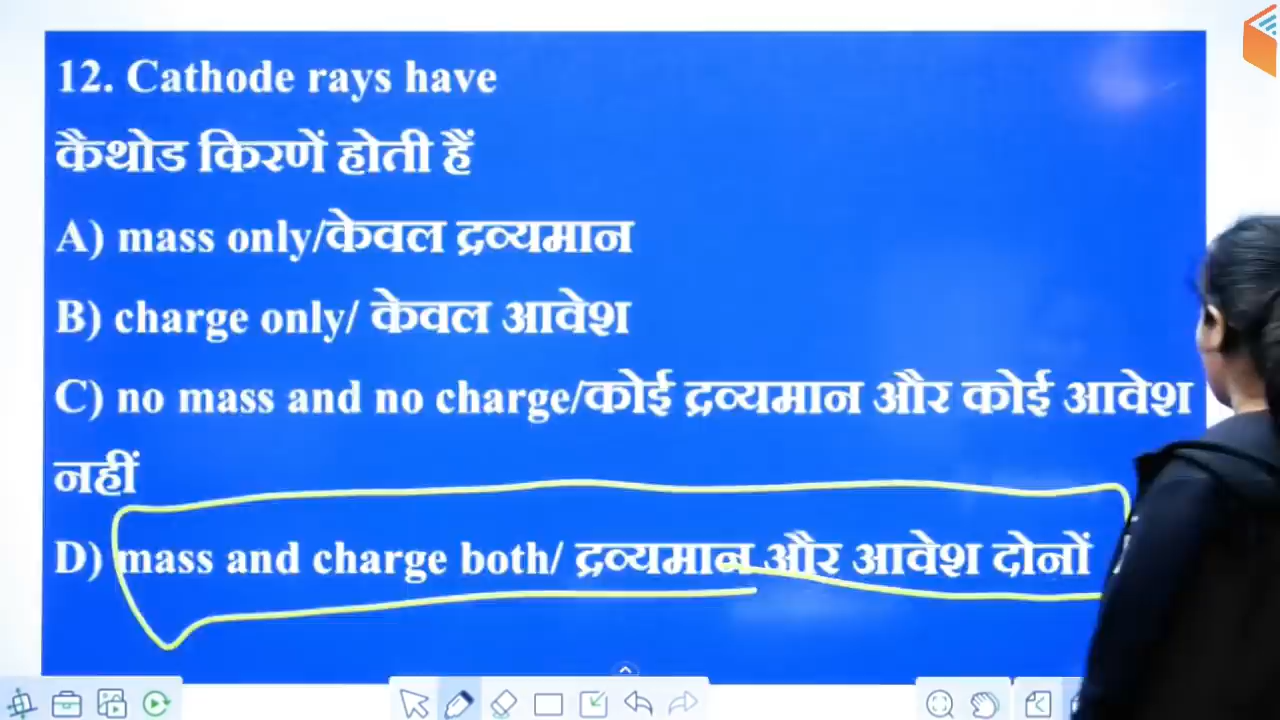 12. Cathode rays have
कैथोड किरणें होती हैं
A) mass only/केवल द्रव्यमान
B) charge only/ केवल आवेश
C) no mass and no charge/कोई द्रव्यमान और कोई आवेश
नहीं
D) mass and charge both/ द्रव्यमान और आवेश दोनों